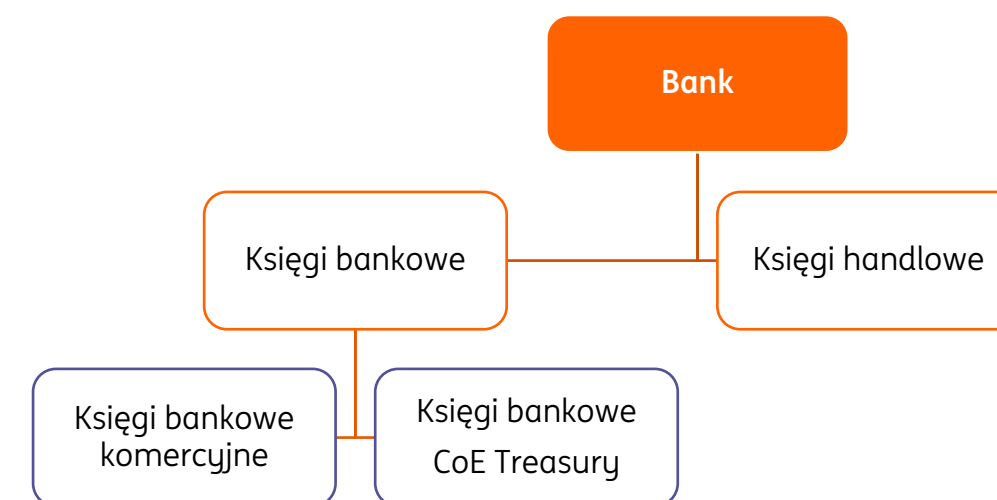 Bank
Księgi bankowe
Księgi handlowe
Księgi bankowe
komercyjne
Księgi bankowe
CoE Treasury